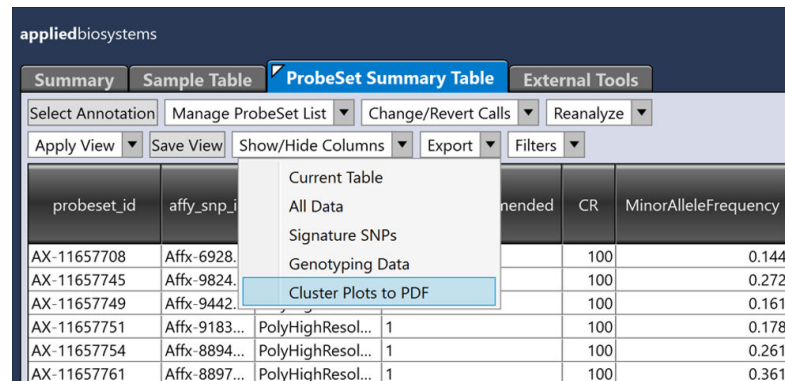 appliedbiosystems
Summary Sample Table ProbeSet Summary Table External Tools
Select Annotation Manage ProbeSet List Change/Revert Calls Reanalyze
Apply View Save View Show/Hide Columns Export Filters
Current Table
All Data
Signature SNPs
Genotyping Data
Cluster Plots to PDF
probeset_id affy_snp_i mended CR MinorAlleleFrequency
AX-11657708 Affx-6928... 100 0.144
AX-11657745 Affx-9824... 100 0.272
AX-11657749 Affx-9442... 100 0.161
AX-11657751 Affx-9183... PolyHighResol... 1 100 0.178
AX-11657754 Affx-8894... PolyHighResol... 1 100 0.261
AX-11657761 Affx-8897... PolyHighResol... 1 100 0.361